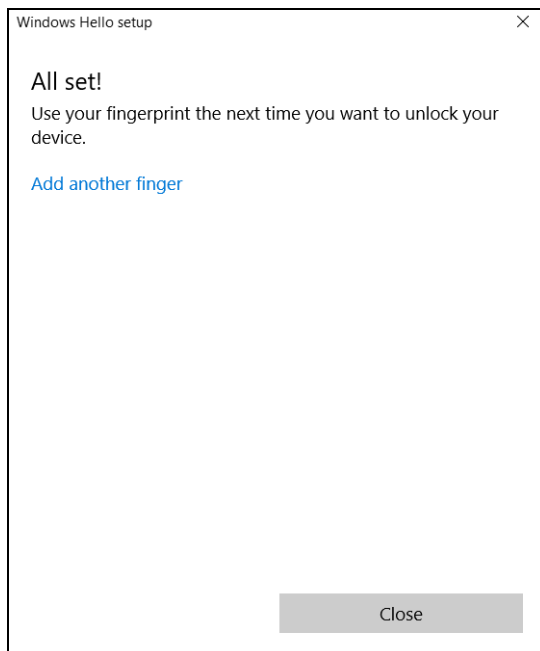 Windows Hello setup
All set!
Use your fingerprint the next time you want to unlock your
device.
Add another finger
Close